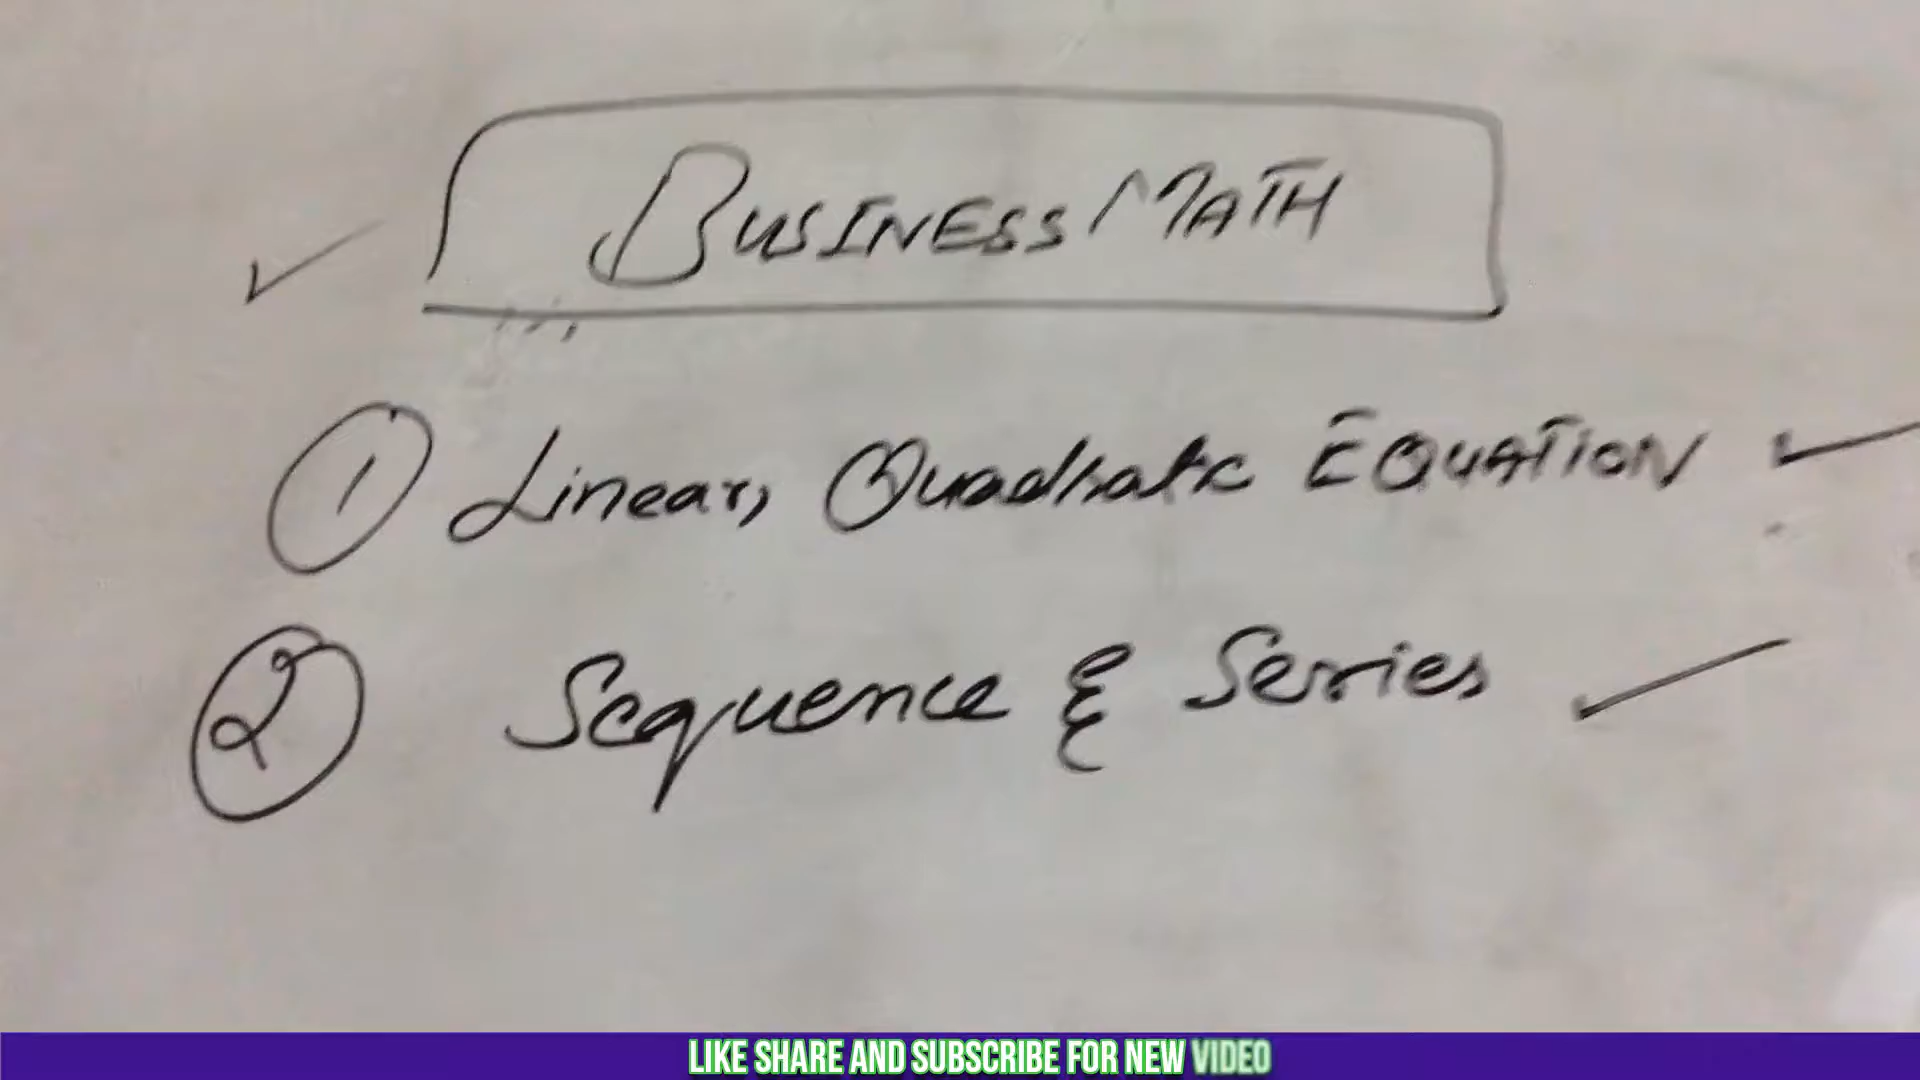 BUSINESS MATH
1 Linear, Quadratic EQUATION
2 Sequence & Series
LIKE SHARE AND SUBSCRIBE FOR NEW VIDEO